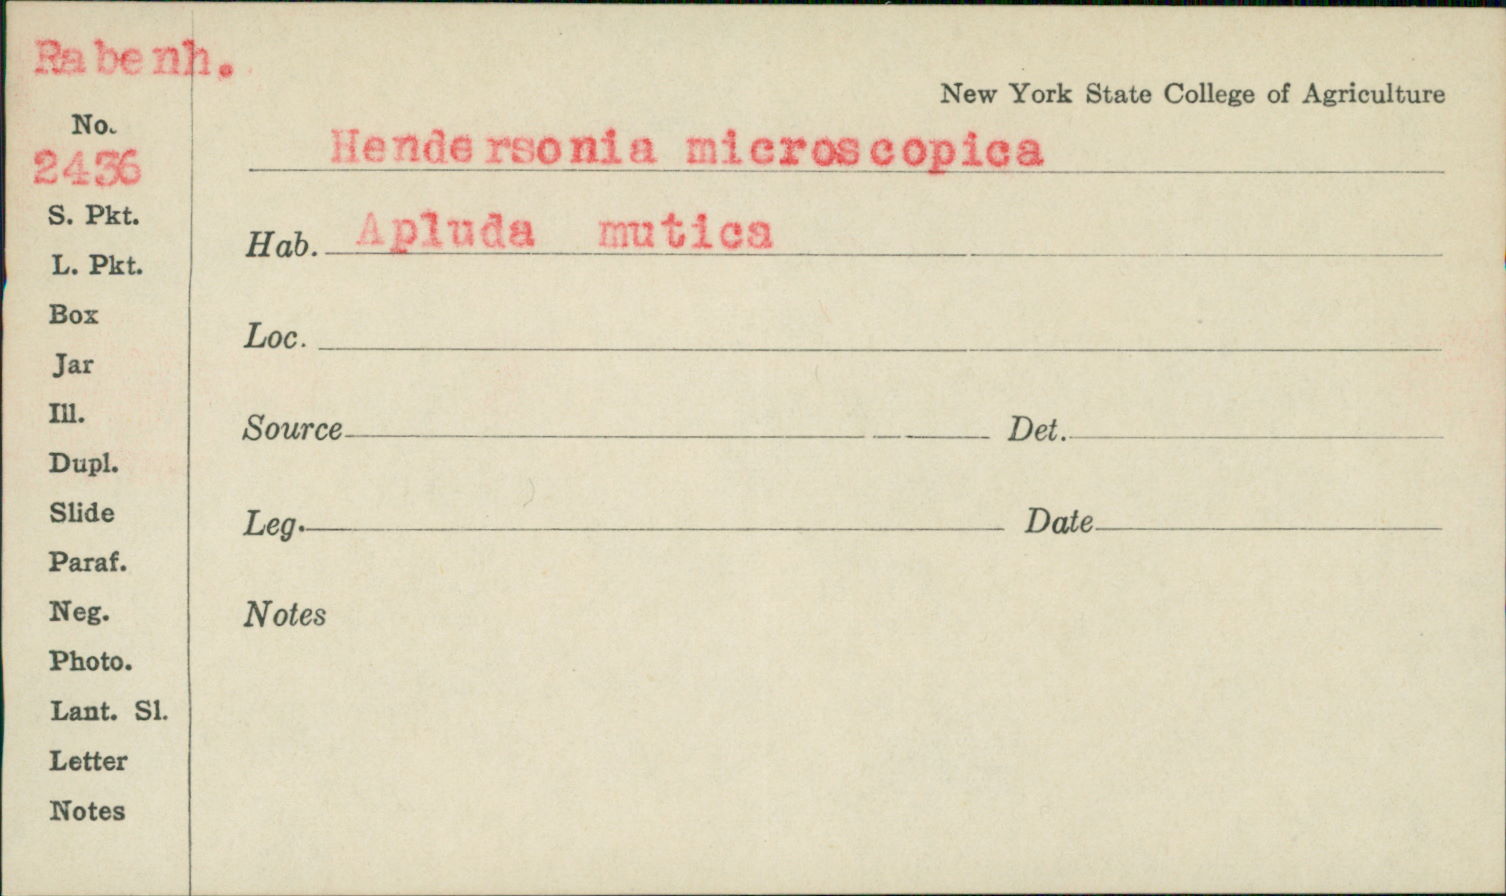 Rabenh.
New York State College of Agriculture
No.
2436
Hendersonia microscopica
S. Pkt.
Hab. Apluda mutica
L. Pkt.
Box
Loc.
Jar
Ill.
Source Det.
Dupl.
Slide
Leg. Date
Paraf.
Neg.
Notes
Photo.
Lant. Sl.
Letter
Notes